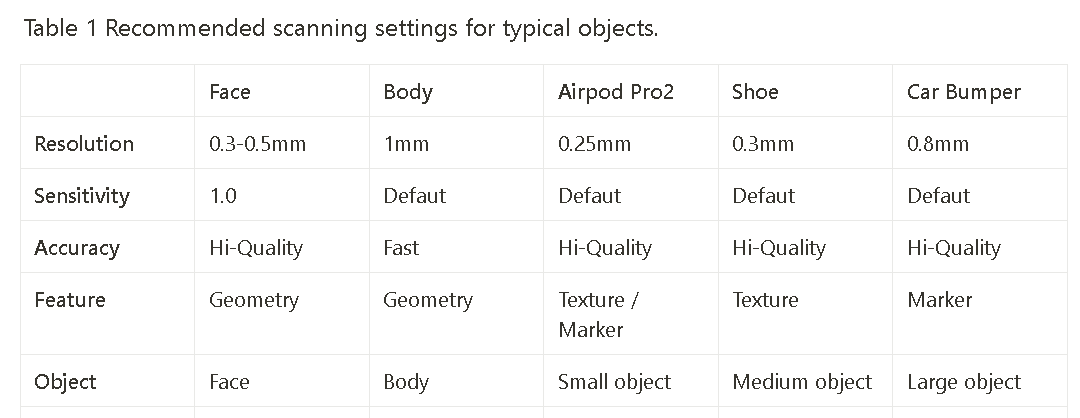 Table 1 Recommended scanning settings for typical objects.
Face Body Airpod Pro2 Shoe Car Bumper
Resolution 0.3-0.5mm 1mm 0.25mm 0.3mm 0.8mm
Sensitivity 1.0 Defaut Defaut Defaut Defaut
Accuracy Hi-Quality Fast Hi-Quality Hi-Quality Hi-Quality
Feature Geometry Geometry Texture / Texture Marker
Marker
Object Face Body Small object Medium object Large object